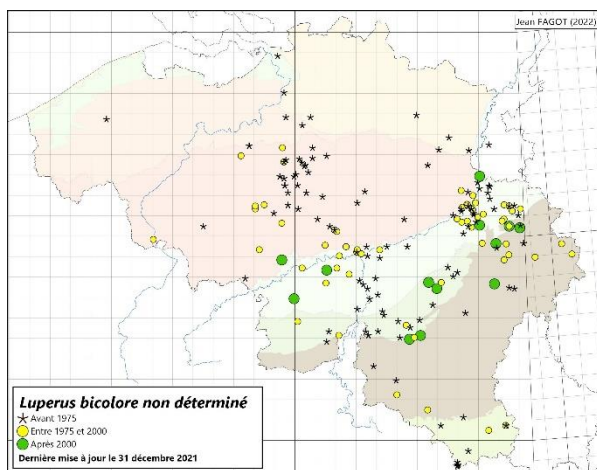 Jean FAGOT (2022)
Luperus bicolore non déterminé
Avant 1975
Entre 1975 et 2000
Après 2000
Dernière mise à jour le 31 décembre 2021